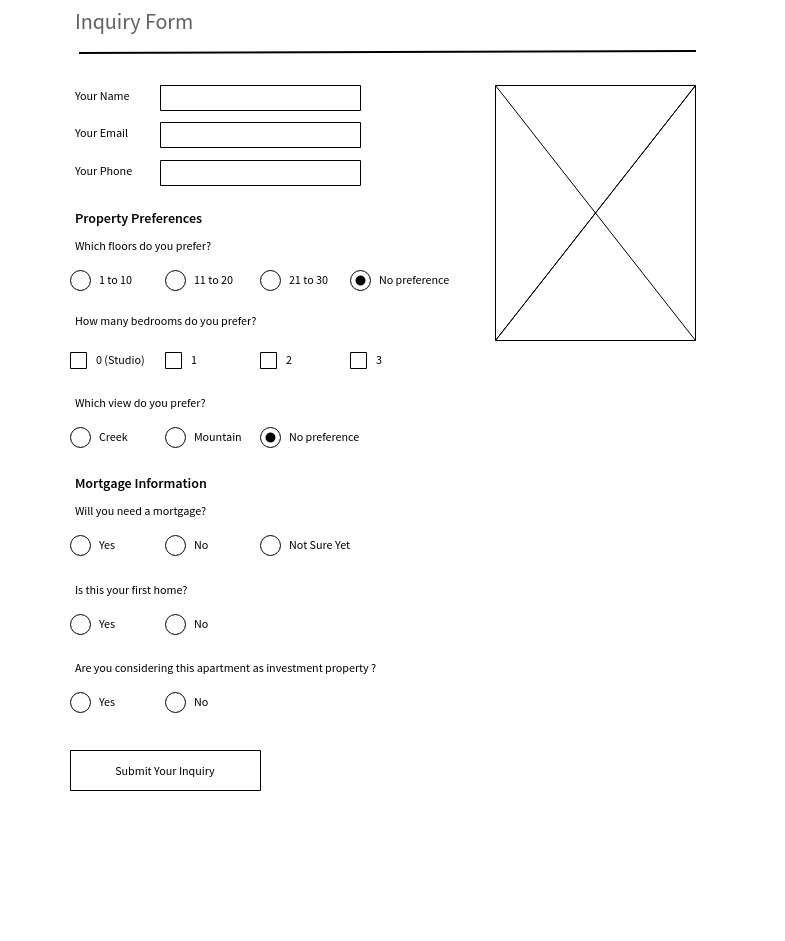 Inquiry Form
Your Name
Your Email
Your Phone
Property Preferences
Which floors do you prefer?
1 to 10 11 to 20 21 to 30 No preference
How many bedrooms do you prefer?
0 (Studio) 1 2 3
Which view do you prefer?
Creek Mountain No preference
Mortgage Information
Will you need a mortgage?
Yes No Not Sure Yet
Is this your first home?
Yes No
Are you considering this apartment as investment property ?
Yes No
Submit Your Inquiry